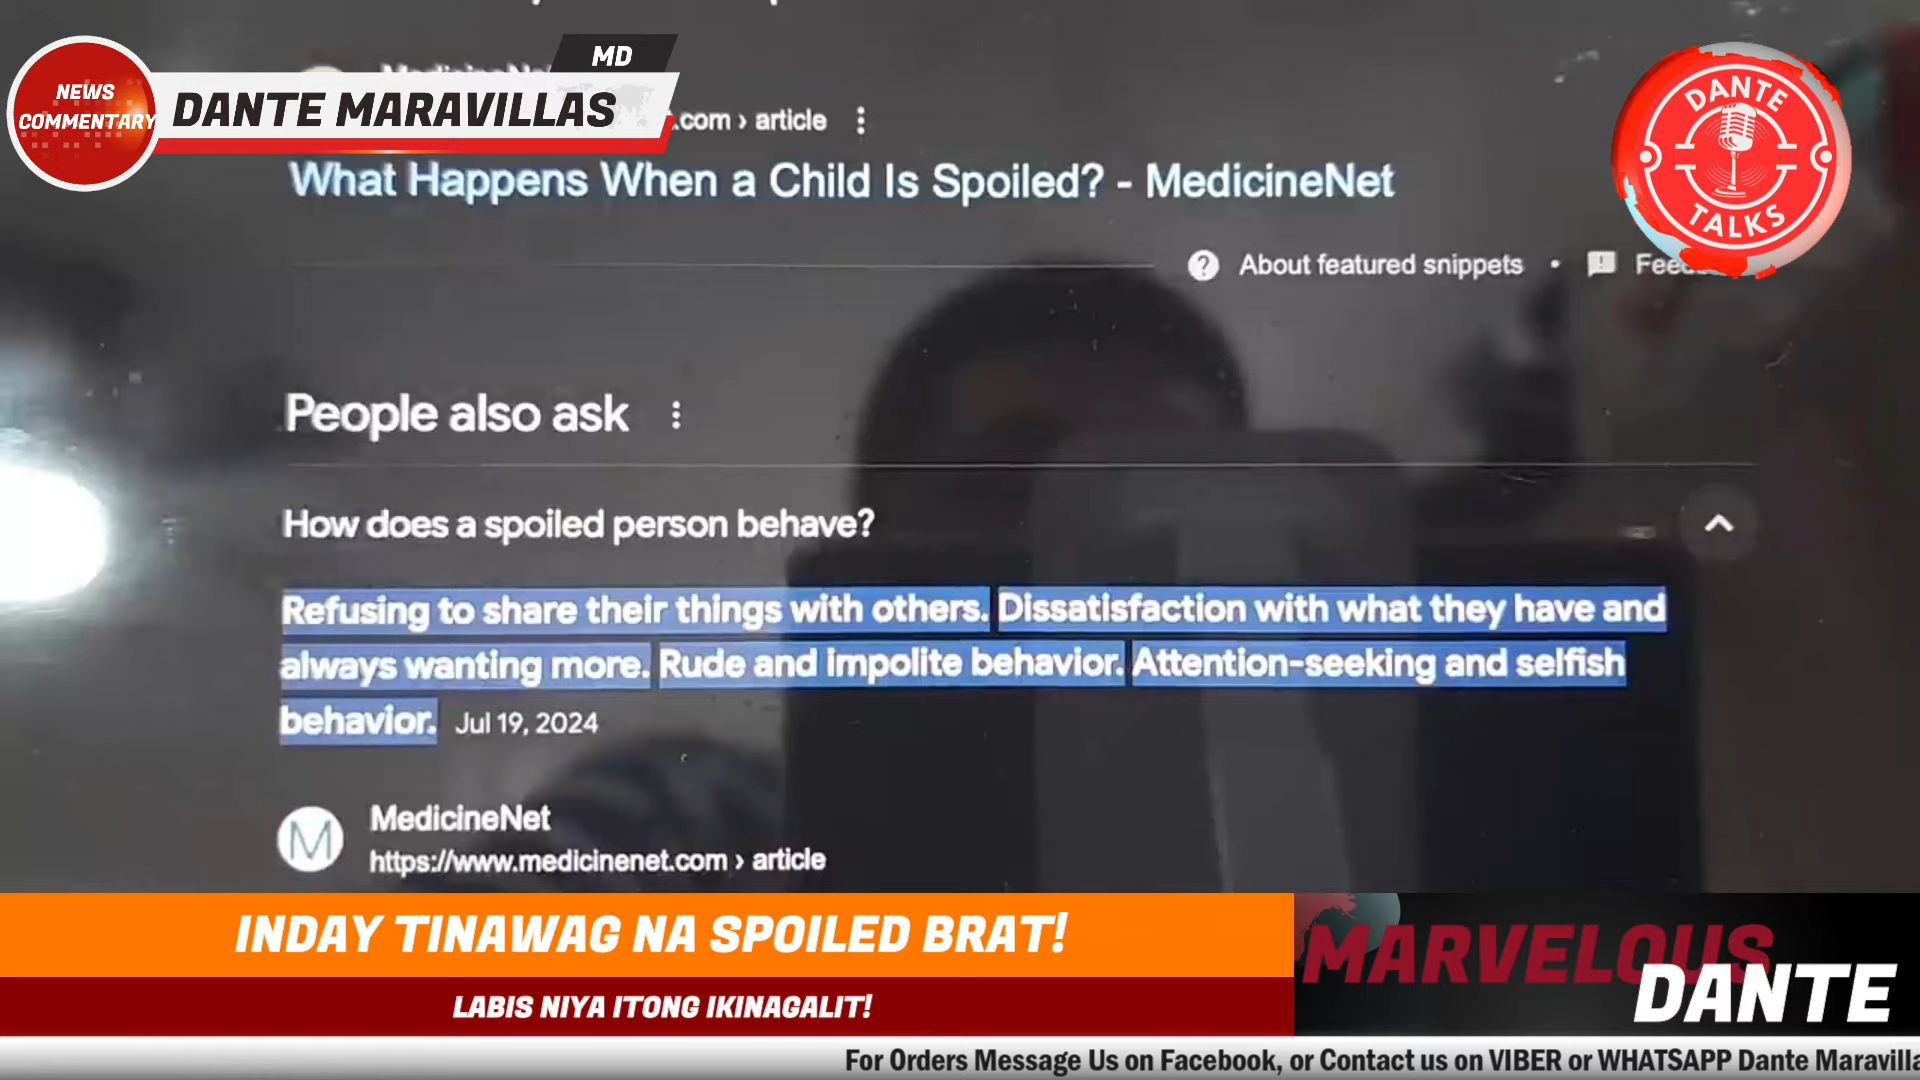 MD
NEWS
COMMENTARY
DANTE MARAVILLAS
.com › article
What Happens When a Child Is Spoiled? - MedicineNet
DANTE
TALKS
About featured snippets
People also ask
How does a spoiled person behave?
Refusing to share their things with others. Dissatisfaction with what they have and
always wanting more. Rude and impolite behavior. Attention-seeking and selfish
behavior. Jul 19, 2024
M
MedicineNet
https://www.medicinenet.com › article
INDAY TINAWAG NA SPOILED BRAT!
LABIS NIYA ITONG IKINAGALIT!
MARVELOUS
DANTE
For Orders Message Us on Facebook, or Contact us on VIBER or WHATSAPP Dante